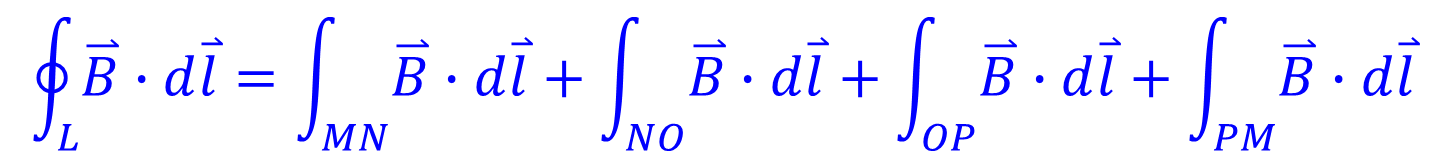 ∮_L B⃗ · dl⃗ = ∫_MN B⃗ · dl⃗ + ∫_NO B⃗ · dl⃗ + ∫_OP B⃗ · dl⃗ + ∫_PM B⃗ · dl⃗